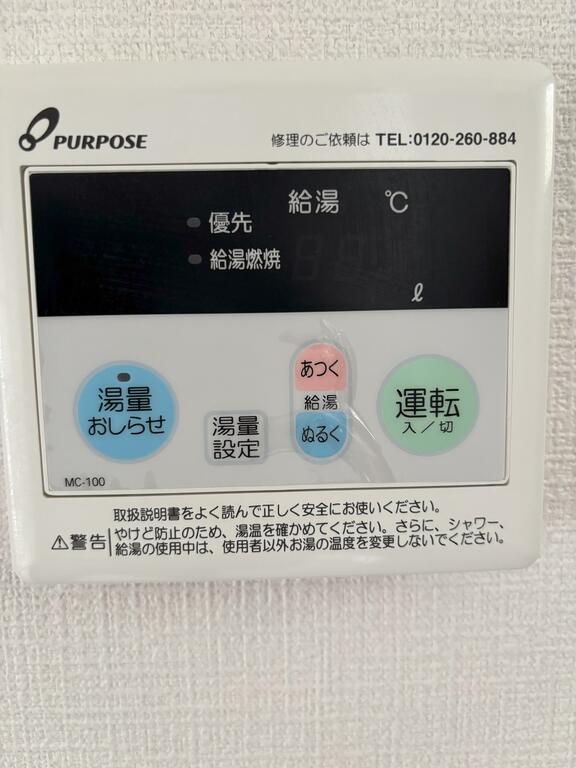 PURPOSE
修理のご依頼は TEL:0120-260-884
給湯 ℃
優先
給湯燃焼
ℓ
湯量
おしらせ
湯量
設定
あつく
給湯
ぬるく
運転
入/切
MC-100
取扱説明書をよく読んで正しく安全にお使いください。
⚠警告
やけど防止のため、湯温を確かめてください。さらに、シャワー、
給湯の使用中は、使用者以外お湯の温度を変更しないでください。